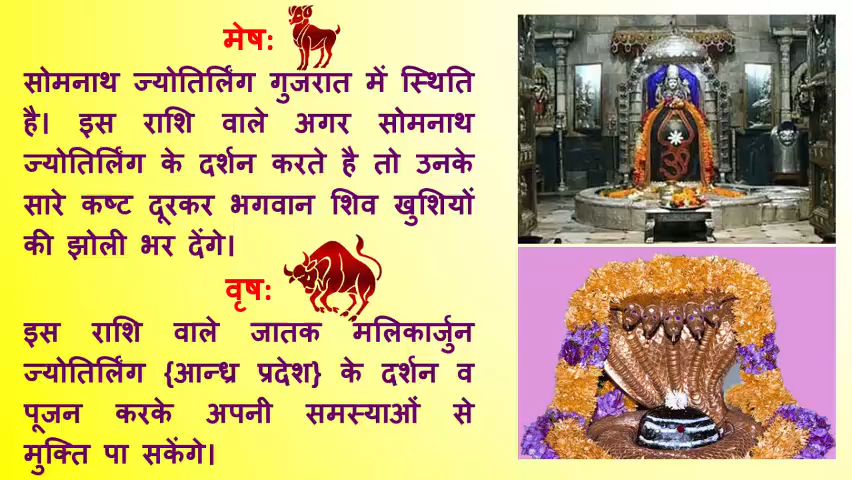 मेष:
सोमनाथ ज्योतिर्लिंग गुजरात में स्थिति
है। इस राशि वाले अगर सोमनाथ
ज्योतिर्लिंग के दर्शन करते है तो उनके
सारे कष्ट दूरकर भगवान शिव खुशियों
की झोली भर देंगे।
वृष:
इस राशि वाले जातक मलिकार्जुन
ज्योतिर्लिंग {आन्ध्र प्रदेश} के दर्शन व
पूजन करके अपनी समस्याओं से
मुक्ति पा सकेंगे।